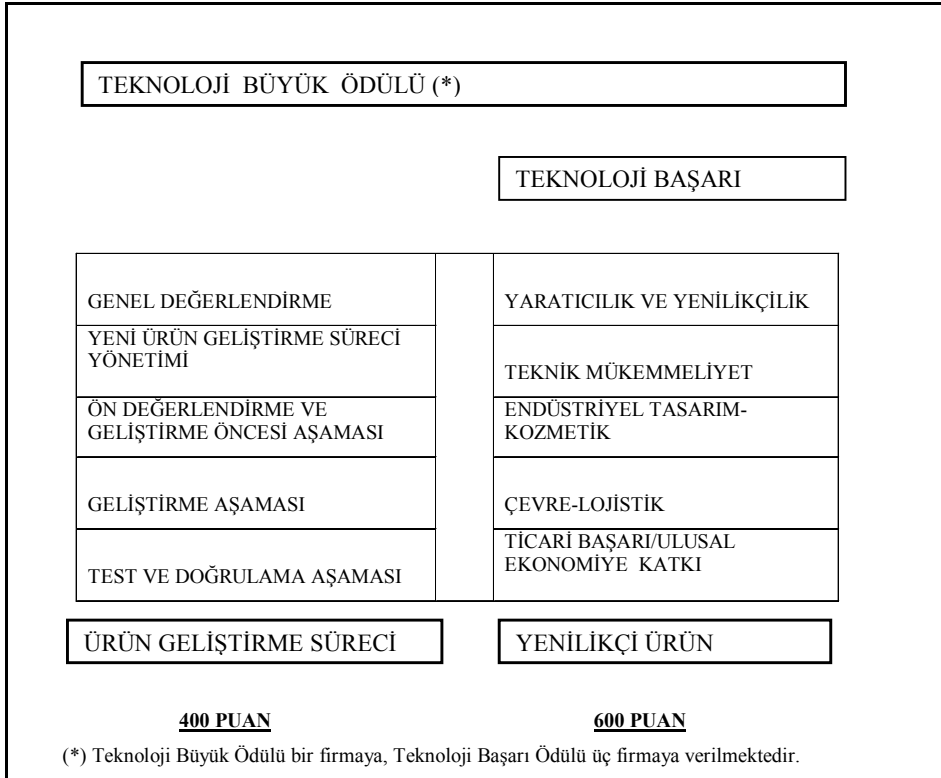 TEKNOLOJİ BÜYÜK ÖDÜLÜ (*)
TEKNOLOJİ BAŞARI
GENEL DEĞERLENDİRME
YENİ ÜRÜN GELİŞTİRME SÜRECİ
YÖNETİMİ
ÖN DEĞERLENDİRME VE
GELİŞTİRME ÖNCESİ AŞAMASI
GELİŞTİRME AŞAMASI
TEST VE DOĞRULAMA AŞAMASI
YARATICILIK VE YENİLİKÇİLİK
TEKNİK MÜKEMMELİYET
ENDÜSTRİYEL TASARIM-
KOZMETİK
ÇEVRE-LOJİSTİK
TİCARİ BAŞARI/ULUSAL
EKONOMİYE KATKI
ÜRÜN GELİŞTİRME SÜRECİ
YENİLİKÇİ ÜRÜN
400 PUAN
600 PUAN
(*) Teknoloji Büyük Ödülü bir firmaya, Teknoloji Başarı Ödülü üç firmaya verilmektedir.